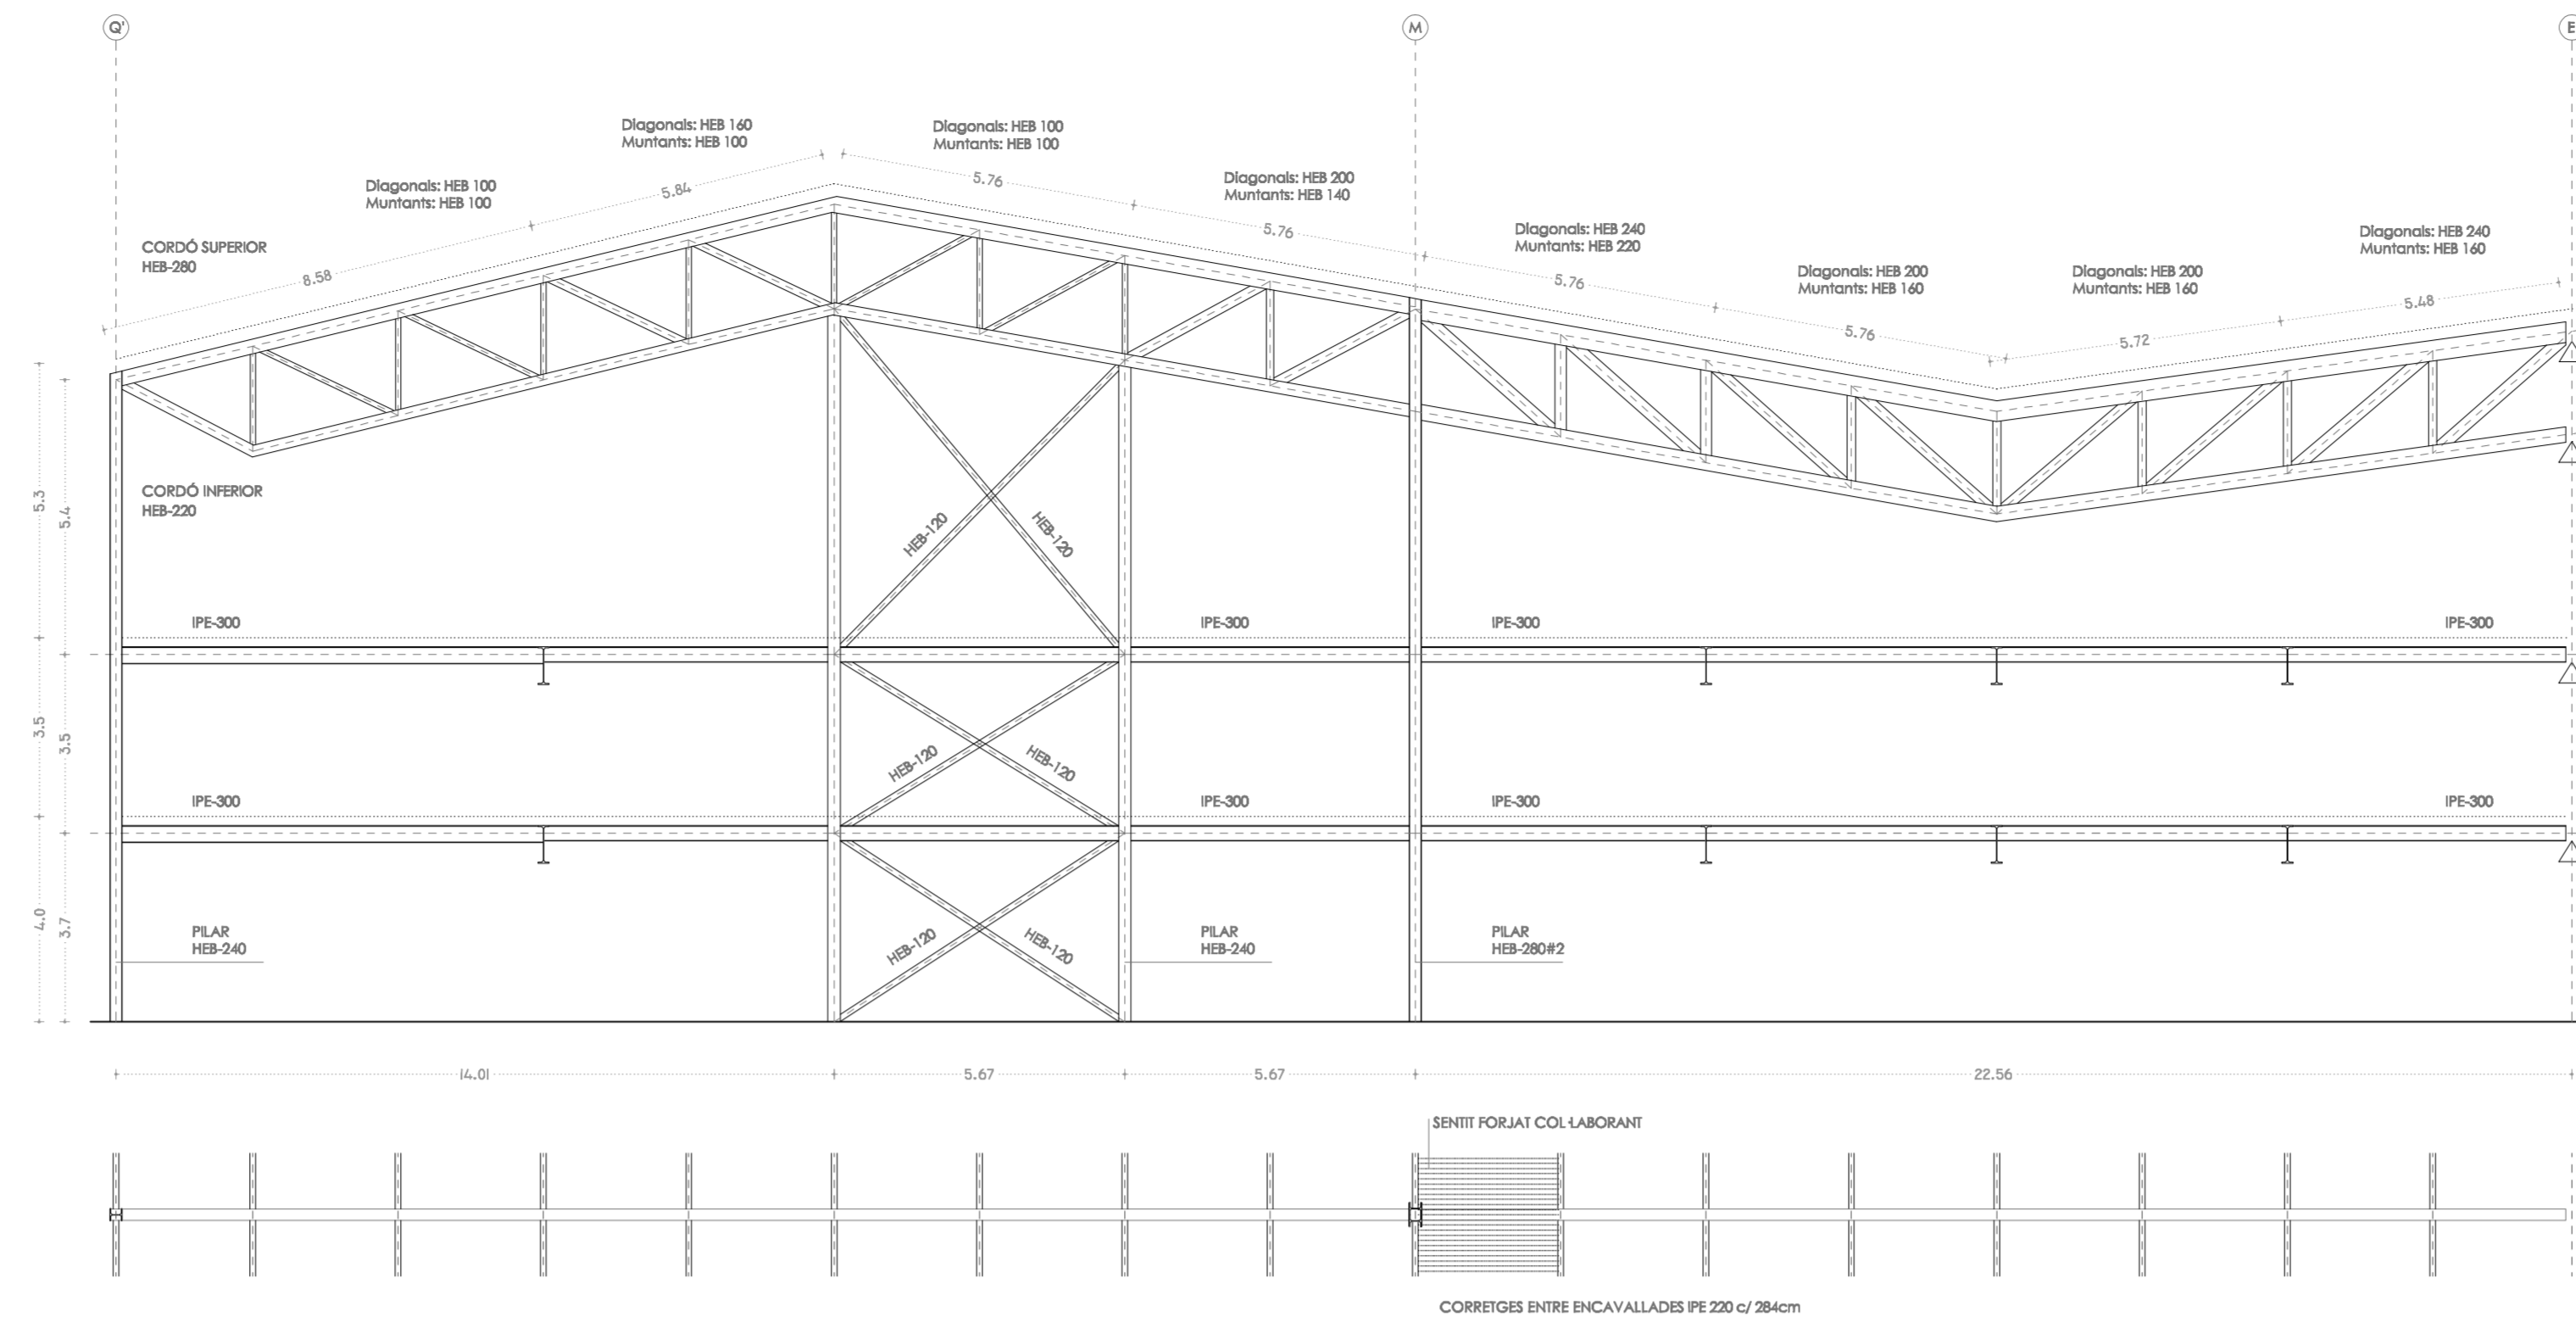 Q'
M
E
Diagonals: HEB 160
Muntants: HEB 100
Diagonals: HEB 100
Muntants: HEB 100
Diagonals: HEB 100
Muntants: HEB 100
5.84
5.76
Diagonals: HEB 200
Muntants: HEB 140
5.76
Diagonals: HEB 240
Muntants: HEB 220
Diagonals: HEB 240
Muntants: HEB 160
CORDÓ SUPERIOR
HEB-280
8.58
5.76
Diagonals: HEB 200
Muntants: HEB 160
Diagonals: HEB 200
Muntants: HEB 160
5.48
5.76
5.72
CORDÓ INFERIOR
HEB-220
5.3
5.4
HEB-120
HEB-120
IPE-300
IPE-300
IPE-300
IPE-300
3.5
3.5
HEB-120
HEB-120
IPE-300
IPE-300
IPE-300
IPE-300
4.0
3.7
PILAR
HEB-240
HEB-120
HEB-120
PILAR
HEB-240
PILAR
HEB-280#2
14.01
5.67
5.67
22.56
SENTIT FORJAT COL·LABORANT
CORRETGES ENTRE ENCAVALLADES IPE 220 c/ 284cm